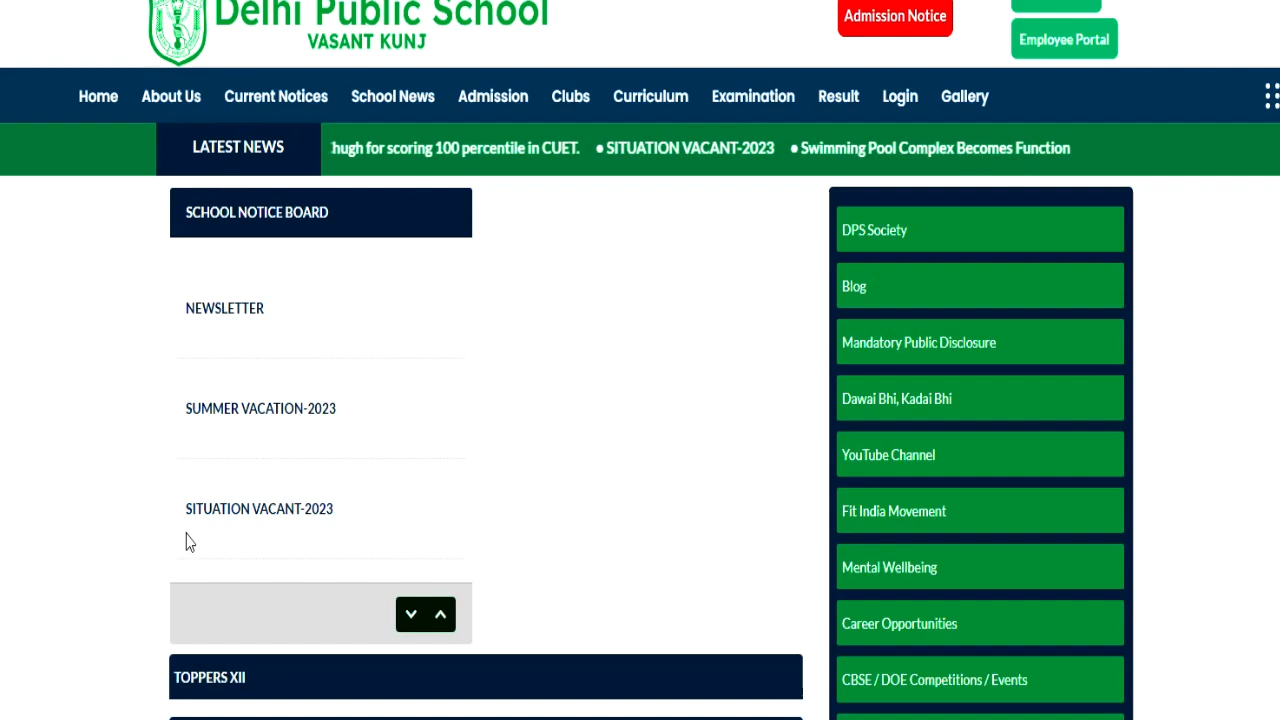 Delhi Public School
VASANT KUNJ
Admission Notice
Employee Portal
Home About Us Current Notices School News Admission Clubs Curriculum Examination Result Login Gallery
LATEST NEWS
hugh for scoring 100 percentile in CUET. • SITUATION VACANT-2023 • Swimming Pool Complex Becomes Function
SCHOOL NOTICE BOARD
NEWSLETTER
SUMMER VACATION-2023
SITUATION VACANT-2023
TOPPERS XII
DPS Society
Blog
Mandatory Public Disclosure
Dawai Bhi, Kadai Bhi
YouTube Channel
Fit India Movement
Mental Wellbeing
Career Opportunities
CBSE / DOE Competitions / Events